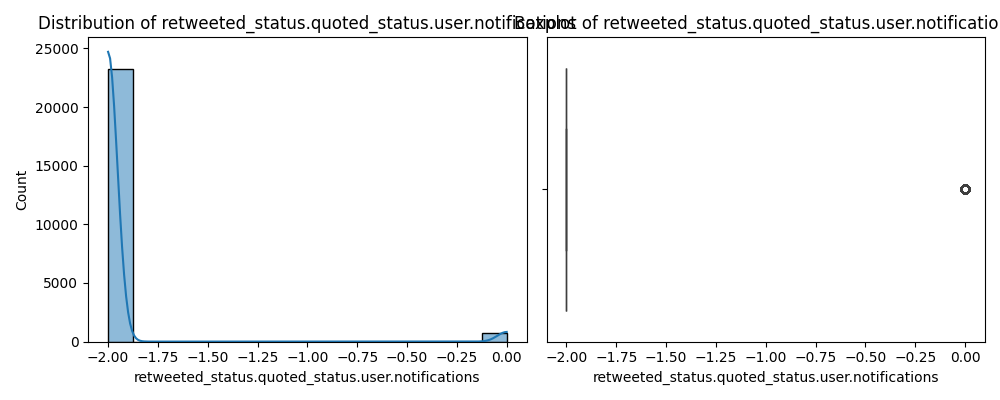 Distribution of retweeted_status.quoted_status.user.notifications
Boxplot of retweeted_status.quoted_status.user.notificatio
Count
25000
20000
15000
10000
5000
0
−2.00 −1.75 −1.50 −1.25 −1.00 −0.75 −0.50 −0.25 0.00
retweeted_status.quoted_status.user.notifications
−2.00 −1.75 −1.50 −1.25 −1.00 −0.75 −0.50 −0.25 0.00
retweeted_status.quoted_status.user.notifications